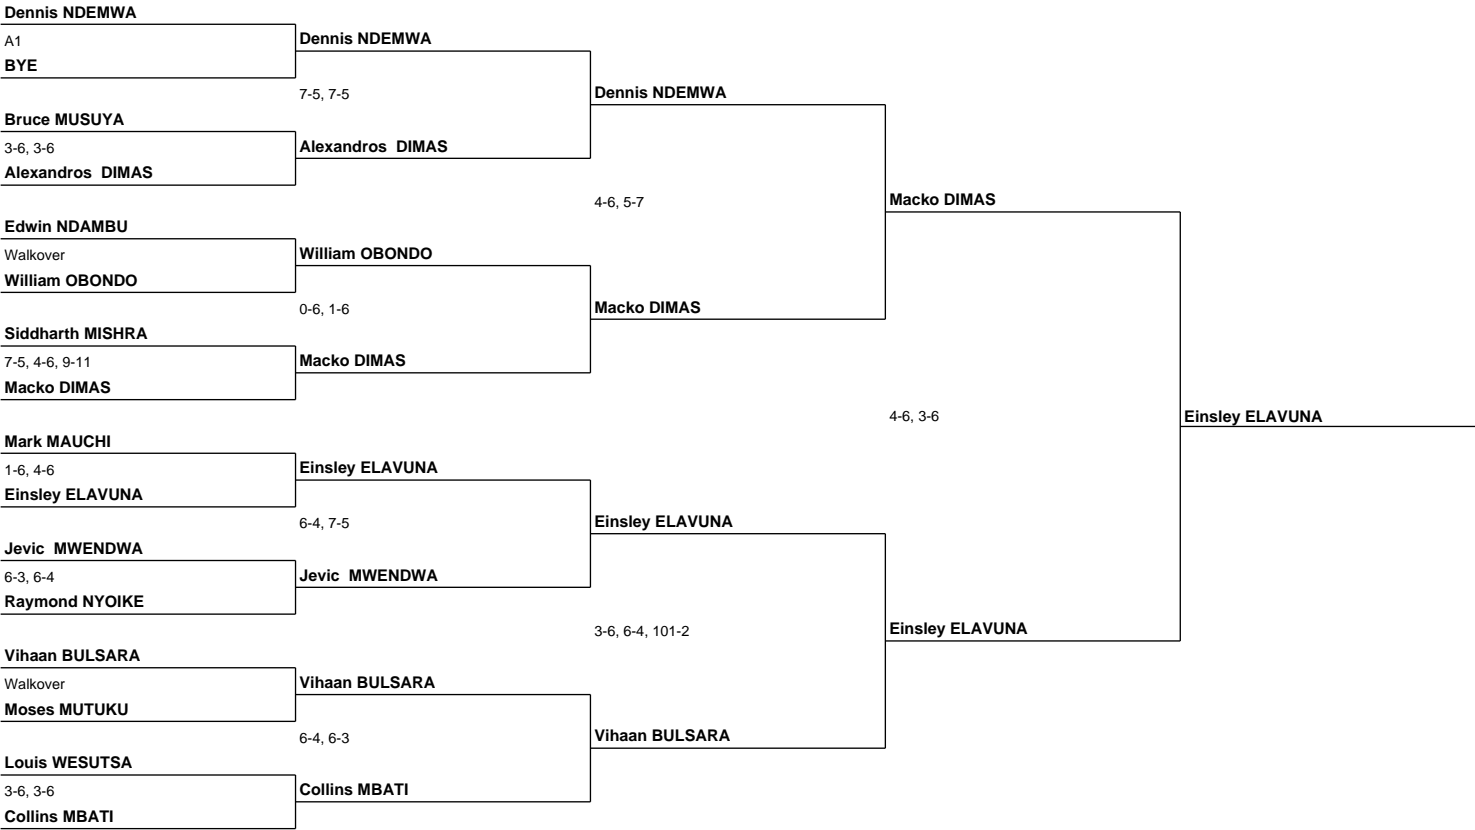 Dennis NDEMWA
A1
BYE
Bruce MUSUYA
3-6, 3-6
Alexandros  DIMAS
Edwin NDAMBU
Walkover
William OBONDO
Siddharth MISHRA
7-5, 4-6, 9-11
Macko DIMAS
Mark MAUCHI
1-6, 4-6
Einsley ELAVUNA
Jevic  MWENDWA
6-3, 6-4
Raymond NYOIKE
Vihaan BULSARA
Walkover
Moses MUTUKU
Louis WESUTSA
3-6, 3-6
Collins MBATI
Dennis NDEMWA
7-5, 7-5
Alexandros  DIMAS
William OBONDO
0-6, 1-6
Macko DIMAS
Einsley ELAVUNA
6-4, 7-5
Jevic  MWENDWA
Vihaan BULSARA
6-4, 6-3
Collins MBATI
Dennis NDEMWA
4-6, 5-7
Macko DIMAS
Einsley ELAVUNA
3-6, 6-4, 101-2
Vihaan BULSARA
Macko DIMAS
4-6, 3-6
Einsley ELAVUNA
Einsley ELAVUNA